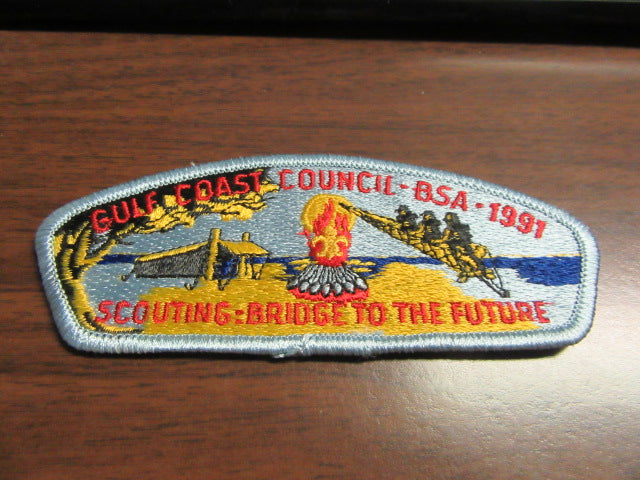 GULF COAST COUNCIL - BSA - 1991
SCOUTING - BRIDGE TO THE FUTURE